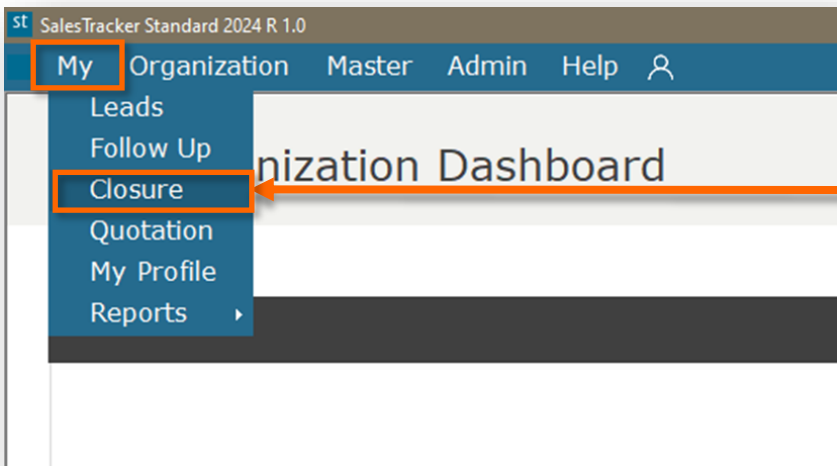 st SalesTracker Standard 2024 R 1.0
My Organization Master Admin Help
Leads
Follow Up
nization Dashboard
Closure
Quotation
My Profile
Reports